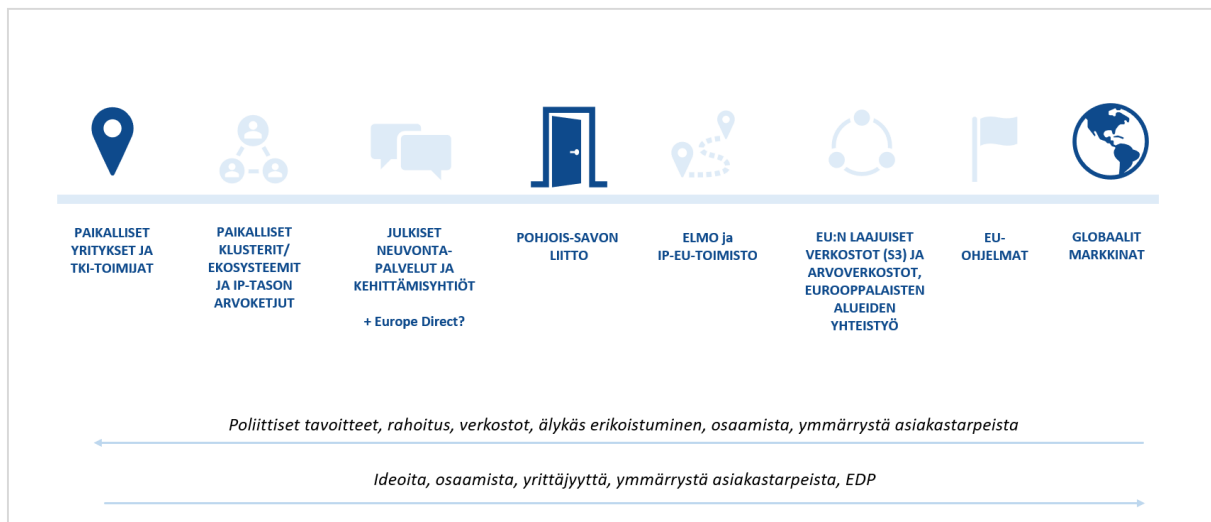 PAIKALLISET
YRITYKSET JA
TKI-TOIMIJAT
PAIKALLISET
KLUSTERIT/
EKOSYSTEEMIT
JA IP-TASON
ARVOKETJUT
JULKISET
NEUVONTA-
PALVELUT JA
KEHITTÄMISYHTIÖT
+ Europe Direct?
POHJOIS-SAVON
LIITTO
ELMO ja
IP-EU-TOIMISTO
EU:N LAAJUISET
VERKOSTOT (S3) JA
ARVOVERKOSTOT,
EUROOPPALAISTEN
ALUEIDEN
YHTEISTYÖ
EU-
OHJELMAT
GLOBAALIT
MARKKINAT
Poliittiset tavoitteet, rahoitus, verkostot, älykäs erikoistuminen, osaamista, ymmärrystä asiakastarpeista
Ideoita, osaamista, yrittäjyyttä, ymmärrystä asiakastarpeista, EDP